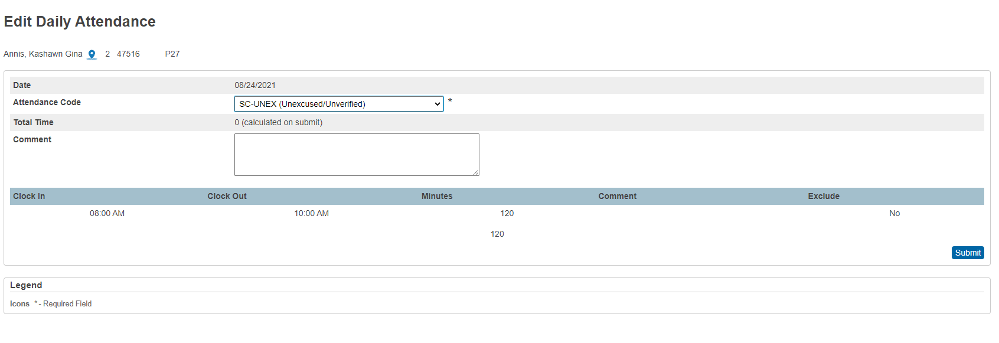 Edit Daily Attendance
Annis, Kashawn Gina 2 47516 P27
Date 08/24/2021
Attendance Code SC-UNEX (Unexcused/Unverified) *
Total Time 0 (calculated on submit)
Comment
Clock In Clock Out Minutes Comment Exclude
08:00 AM 10:00 AM 120 No
120
Submit
Legend
Icons * - Required Field